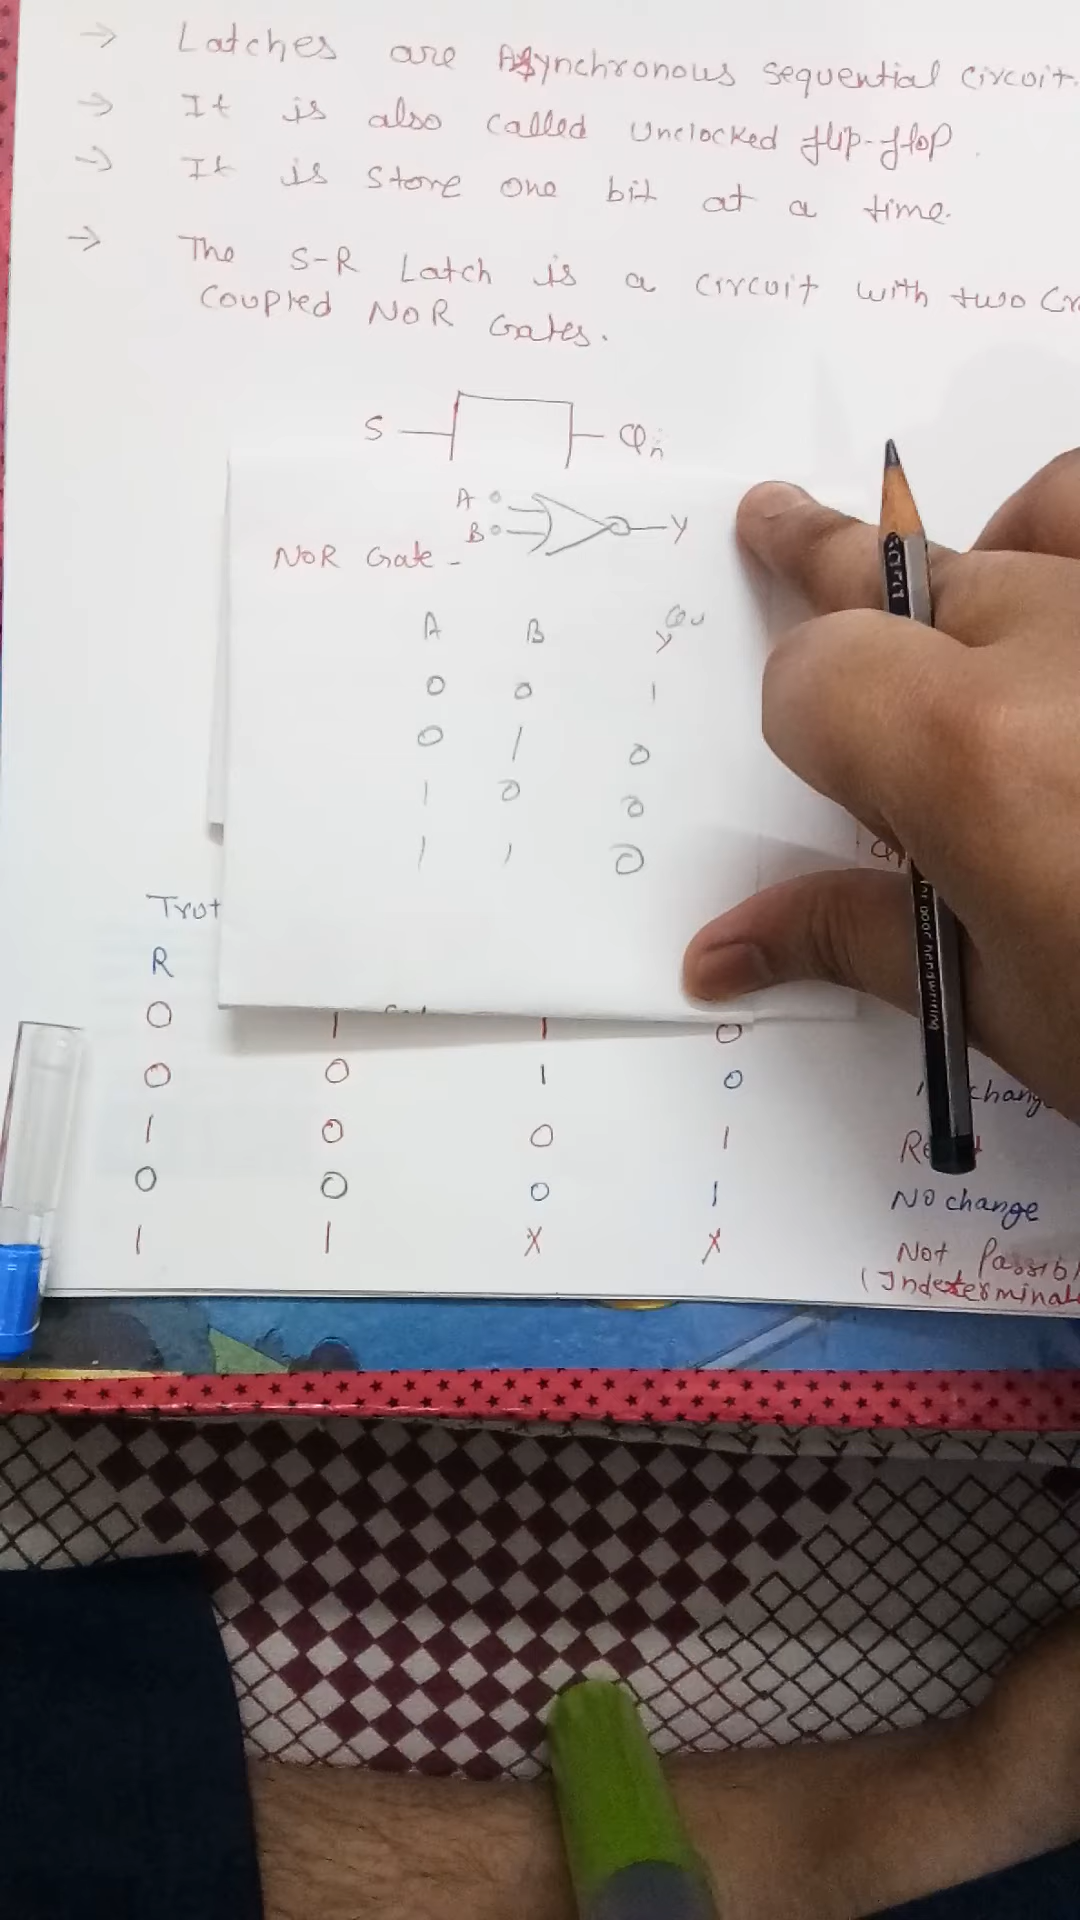 → Latches are Asynchronous Sequential Circuit.
→ It is also called Unclocked flip-flop.
→ It is store one bit at a time.
→ The S-R Latch is a circuit with two
Coupled NOR Gates.
S Qn
A
B Y
NOR Gate -
A B Y
0 0 1
0 1 0
1 0 0
1 1 0
R
0 1 1 0
0 0 1 0
1 0 0 1
0 0 0 1 No change
1 1 X X Not